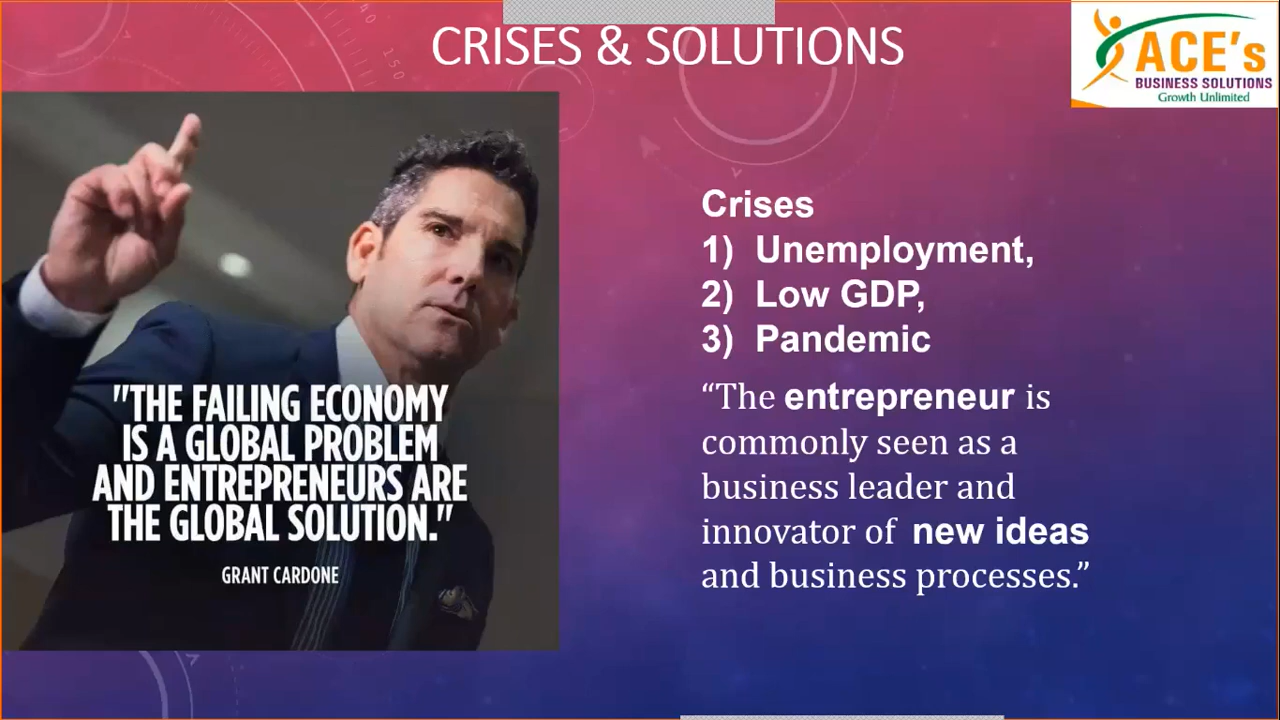 CRISES & SOLUTIONS
ACE's
BUSINESS SOLUTIONS
Growth Unlimited
150
"THE FAILING ECONOMY
IS A GLOBAL PROBLEM
AND ENTREPRENEURS ARE
THE GLOBAL SOLUTION."
GRANT CARDONE
Crises
1) Unemployment,
2) Low GDP,
3) Pandemic
“The entrepreneur is
commonly seen as a
business leader and
innovator of new ideas
and business processes.”